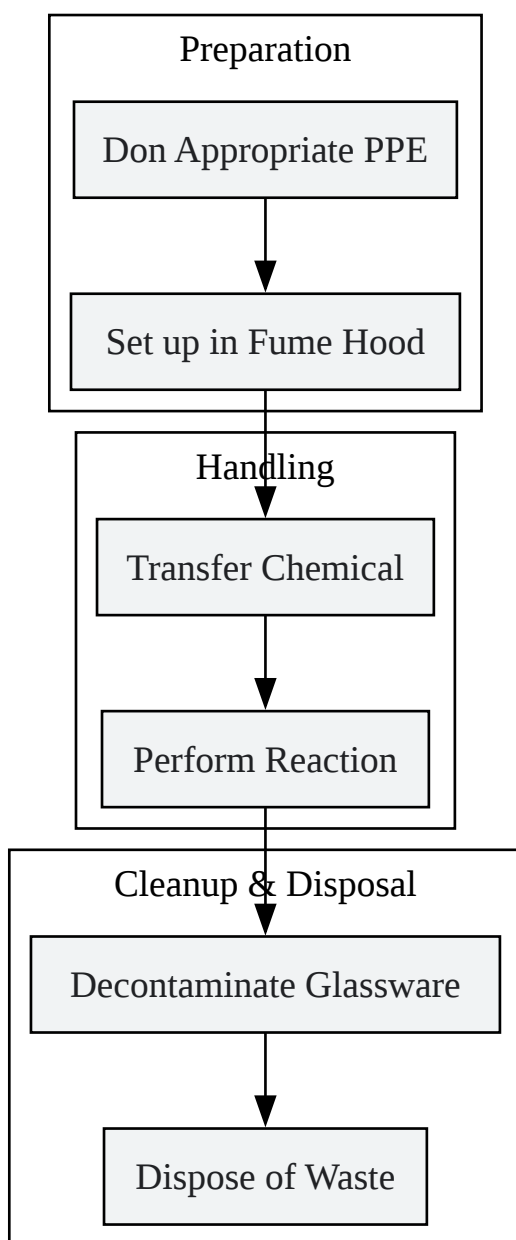 Preparation
Don Appropriate PPE
Set up in Fume Hood
Handling
Transfer Chemical
Perform Reaction
Cleanup & Disposal
Decontaminate Glassware
Dispose of Waste